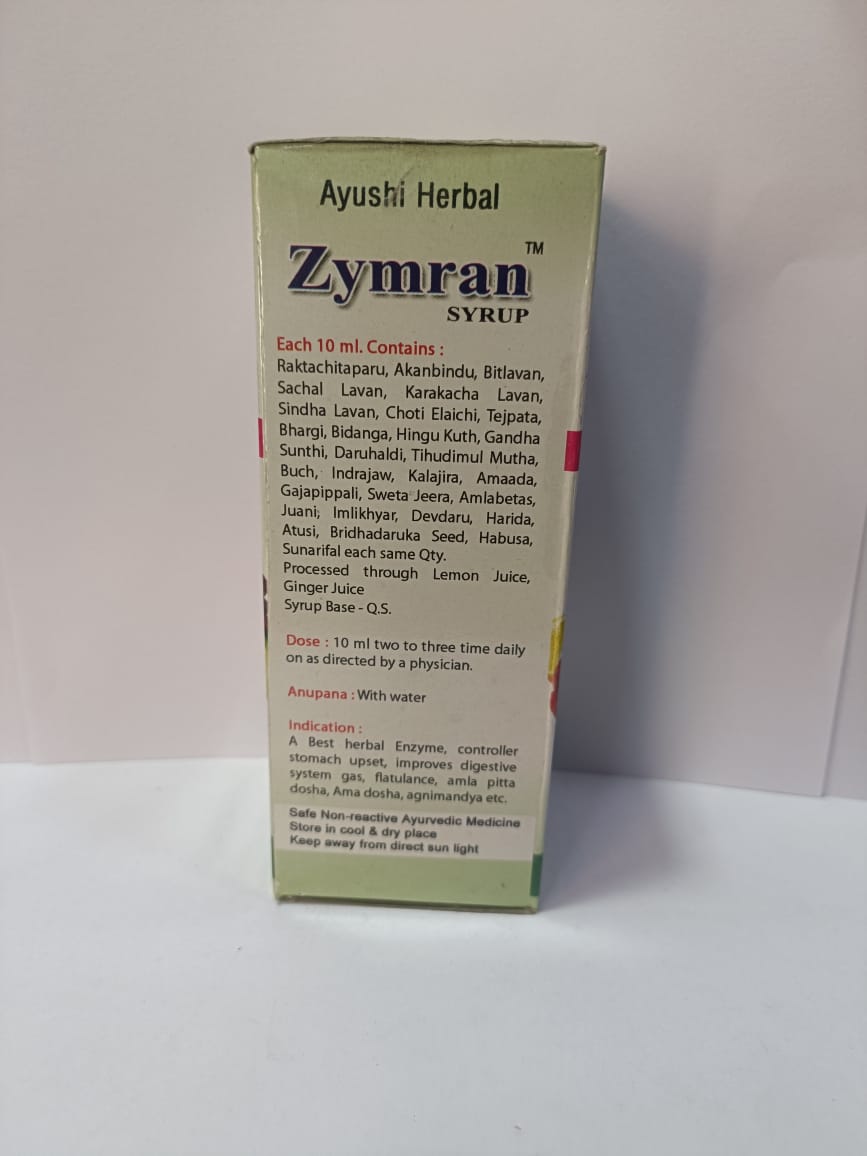 Ayushi Herbal
Zymran™
SYRUP
Each 10 ml. Contains :
Raktachitaparu, Akanbindu, Bitlavan,
Sachal Lavan, Karakacha Lavan,
Sindha Lavan, Choti Elaichi, Tejpata,
Bhargi, Bidanga, Hingu Kuth, Gandha
Sunthi, Daruhaldi, Tihudimul Mutha,
Buch, Indrajaw, Kalajira, Amaada,
Gajapippali, Sweta Jeera, Amlabetas,
Juani, Imlikhyar, Devdaru, Harida,
Atusi, Bridhadaruka Seed, Habusa,
Sunarifal each same Qty.
Processed through Lemon Juice,
Ginger Juice
Syrup Base - Q.S.
Dose : 10 ml two to three time daily
on as directed by a physician.
Anupana : With water
Indication :
A Best herbal Enzyme, controller
stomach upset, improves digestive
system gas, flatulance, amla pitta
dosha, Ama dosha, agnimandya etc.
Safe Non-reactive Ayurvedic Medicine
Store in cool & dry place
Keep away from direct sun light